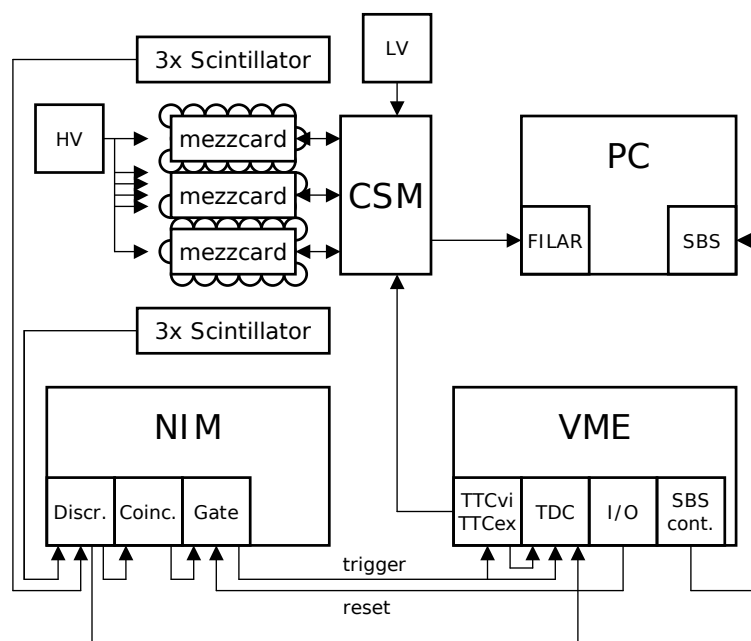 3x Scintillator
LV
HV
mezzcard
mezzcard
mezzcard
CSM
PC
FILAR
SBS
3x Scintillator
NIM
Discr.
Coinc.
Gate
VME
TTCvi
TTCex
TDC
I/O
SBS
cont.
trigger
reset